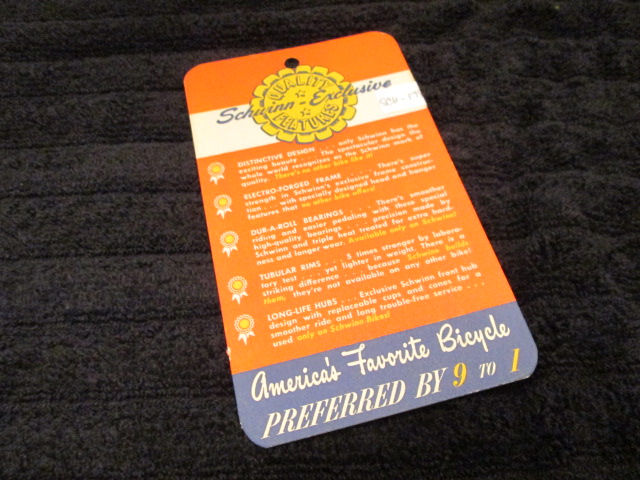 QUALITY
Schwinn-Exclusive
FEATURES
DISTINCTIVE DESIGN ... only Schwinn has the
exciting beauty ... The spectacular design the
whole world recognizes as the Schwinn mark of
quality. There's no other bike like it!
ELECTRO-FORGED FRAME ... There's super
strength in Schwinn's exclusive frame construc-
tion ... with specially designed head and hanger
features that no other bike offers!
DUR-A-ROLL BEARINGS ... There's smoother
riding and easier pedaling with these special
high-quality bearings ... precision made by
Schwinn and triple heat treated for extra hard-
ness and longer wear. Available only on Schwinn!
TUBULAR RIMS ... 3 times stronger by labora-
tory test ... yet lighter in weight. There is a
striking difference ... because Schwinn builds
them, they're not available on any other bike!
LONG-LIFE HUBS ... Exclusive Schwinn front hub
design with replaceable cups and cones for a
smoother ride and long trouble-free service ...
used only on Schwinn Bikes!
America's Favorite Bicycle
PREFERRED BY 9 TO 1